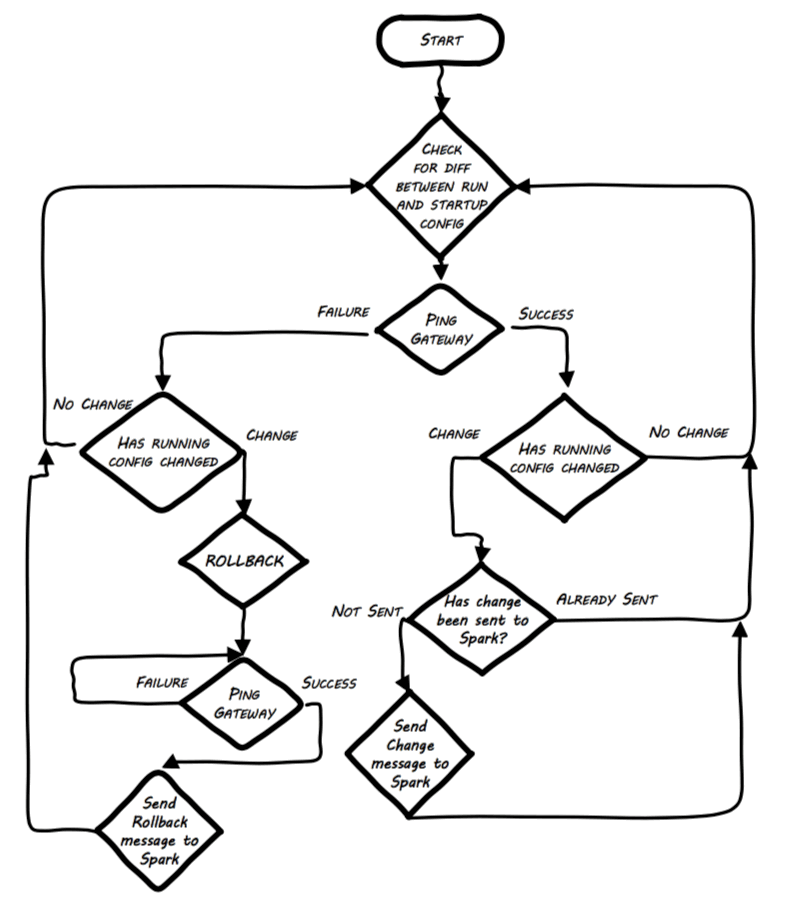 START
CHECK
FOR DIFF
BETWEEN RUN
AND STARTUP
CONFIG
FAILURE
PING
GATEWAY
SUCCESS
NO CHANGE
HAS RUNNING
CONFIG CHANGED
CHANGE
CHANGE
HAS RUNNING
CONFIG CHANGED
NO CHANGE
ROLLBACK
NOT SENT
Has change
been sent to
Spark?
ALREADY SENT
FAILURE
PING
GATEWAY
SUCCESS
Send
Change
message to
Spark
Send
Rollback
message to
Spark